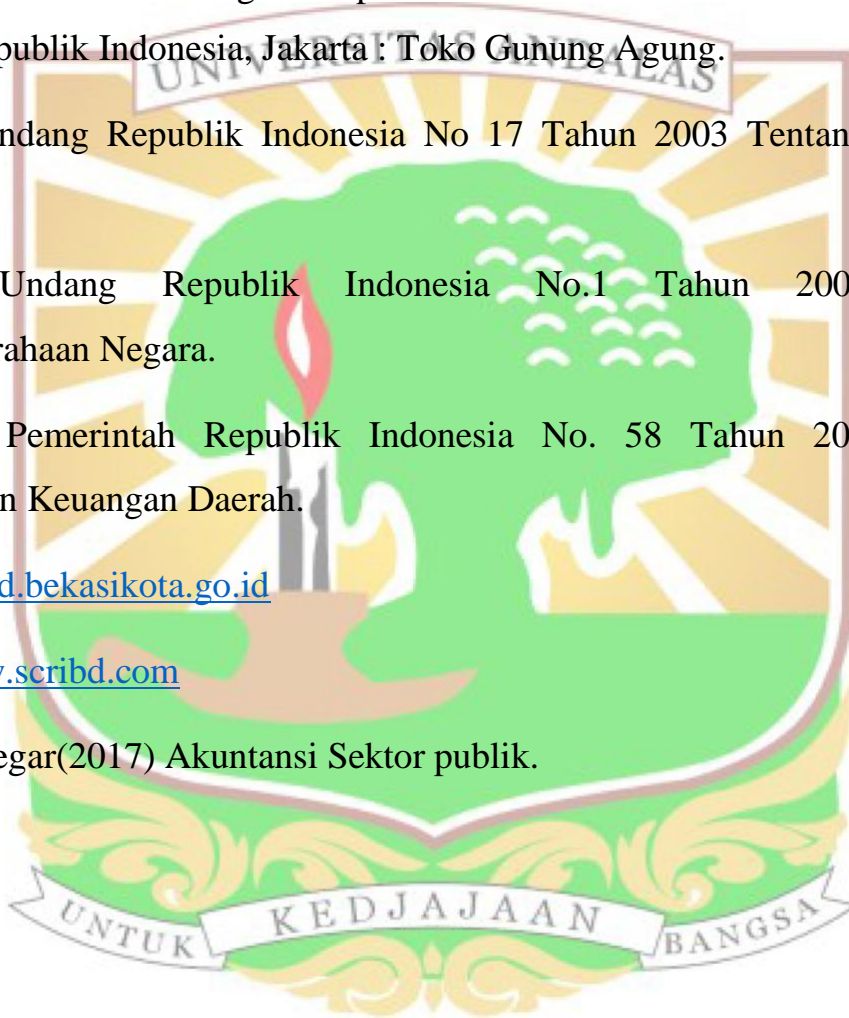 publik Indonesia, Jakarta : Toko Gunung Agung.
UNIVERSITAS ANDALAS
ndang Republik Indonesia No 17 Tahun 2003 Tentan
Undang Republik Indonesia No.1 Tahun 200
rahaan Negara.
Pemerintah Republik Indonesia No. 58 Tahun 20
n Keuangan Daerah.
d.bekasikota.go.id
.scribd.com
egar(2017) Akuntansi Sektor publik.
UNTUK KEDJAJAAN BANGSA